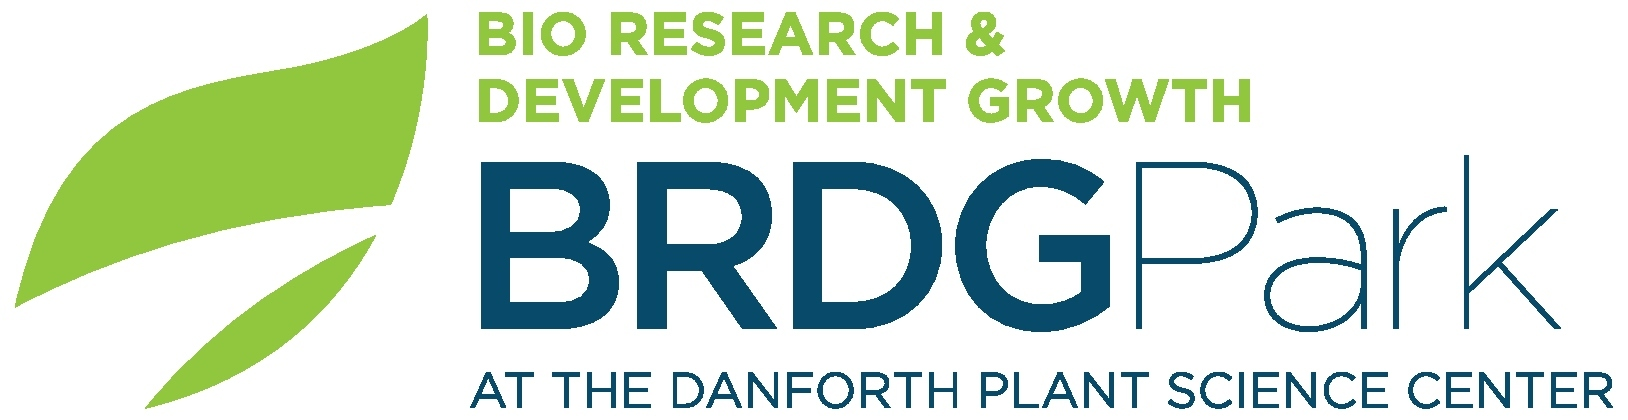 BIO RESEARCH &
DEVELOPMENT GROWTH
BRDGPark
AT THE DANFORTH PLANT SCIENCE CENTER